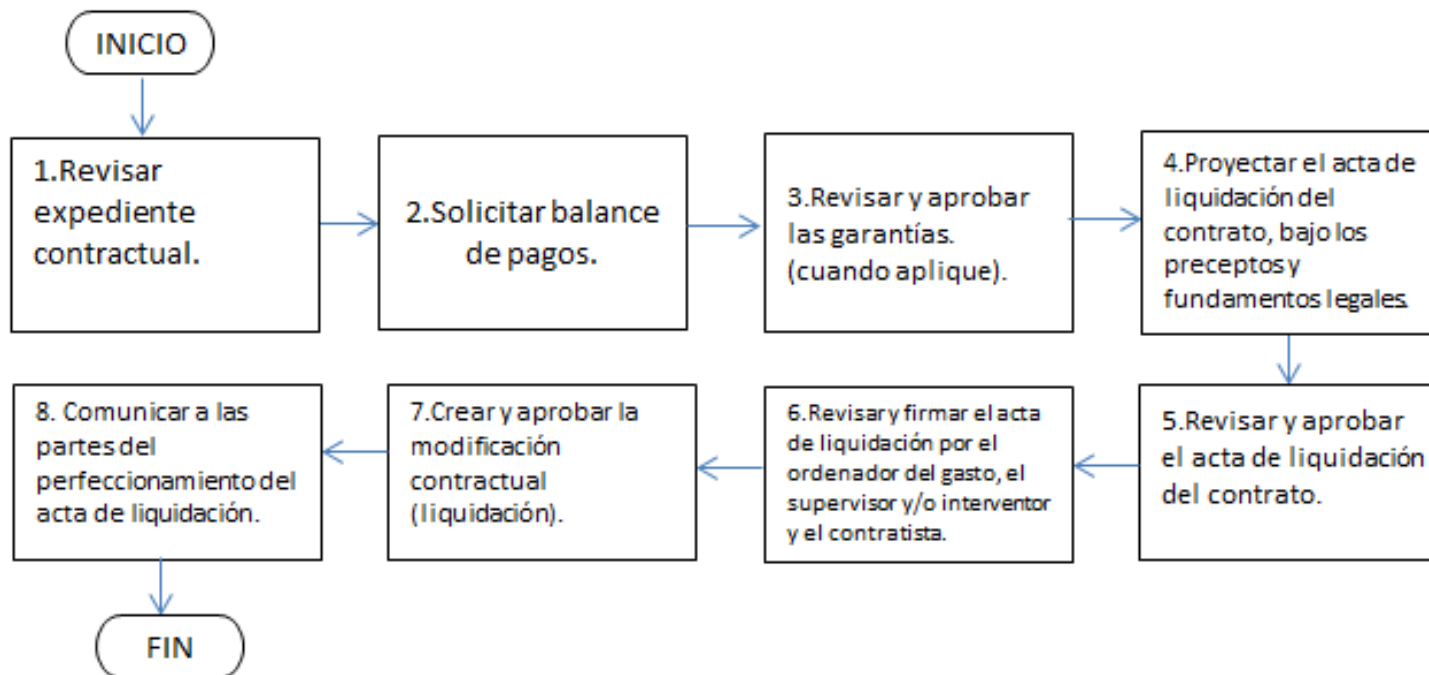 INICIO
1.Revisar
expediente
contractual.
2.Solicitar balance
de pagos.
3.Revisar y aprobar
las garantías.
(cuando aplique).
4.Proyectar el acta de
liquidación del
contrato, bajo los
preceptos y
fundamentos legales.
5.Revisar y aprobar
el acta de liquidación
del contrato.
6.Revisar y firmar el acta
de liquidación por el
ordenador del gasto, el
supervisor y/o interventor
y el contratista.
7.Crear y aprobar la
modificación
contractual
(liquidación).
8. Comunicar a las
partes del
perfeccionamiento del
acta de liquidación.
FIN